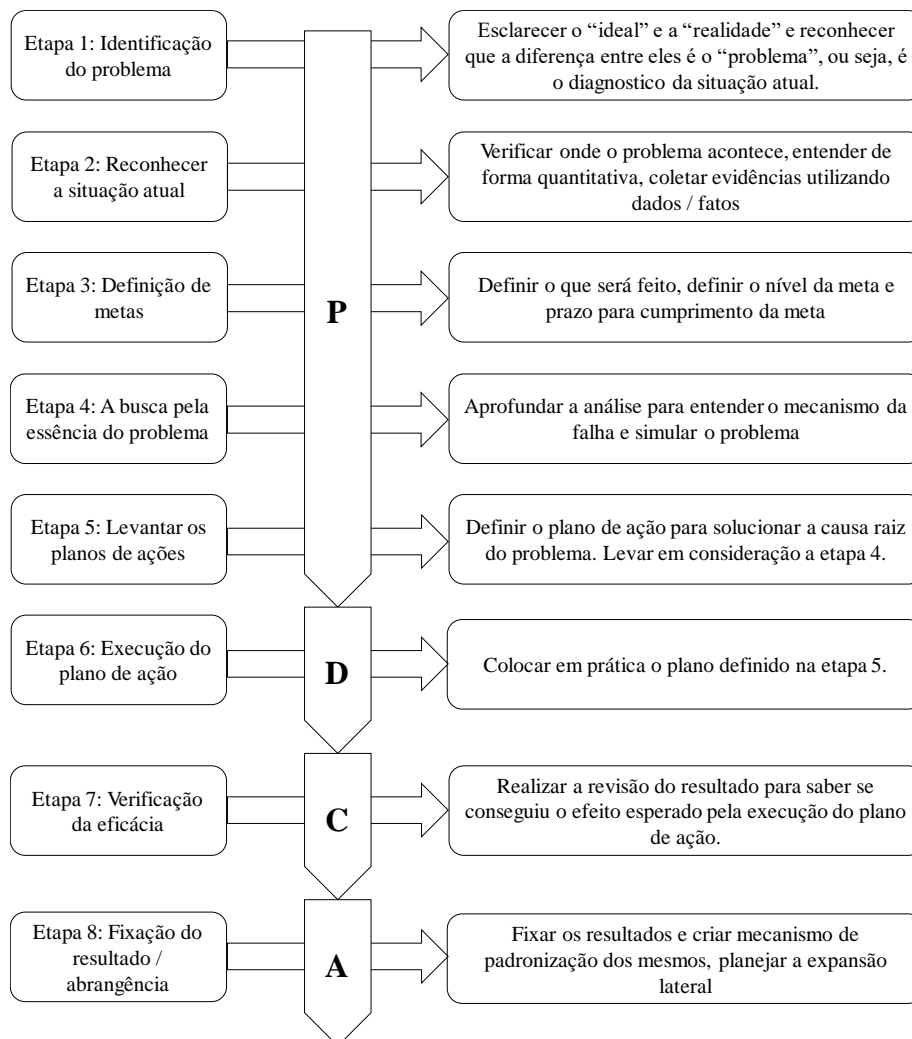 Etapa 1: Identificação
do problema
Esclarecer o “ideal” e a “realidade” e reconhecer
que a diferença entre eles é o “problema”, ou seja, é
o diagnostico da situação atual.
Etapa 2: Reconhecer
a situação atual
Verificar onde o problema acontece, entender de
forma quantitativa, coletar evidências utilizando
dados / fatos
Etapa 3: Definição de
metas
P
Definir o que será feito, definir o nível da meta e
prazo para cumprimento da meta
Etapa 4: A busca pela
essência do problema
Aprofundar a análise para entender o mecanismo da
falha e simular o problema
Etapa 5: Levantar os
planos de ações
Definir o plano de ação para solucionar a causa raiz
do problema. Levar em consideração a etapa 4.
Etapa 6: Execução do
plano de ação
D
Colocar em prática o plano definido na etapa 5.
Etapa 7: Verificação
da eficácia
C
Realizar a revisão do resultado para saber se
conseguiu o efeito esperado pela execução do plano
de ação.
Etapa 8: Fixação do
resultado /
abrangência
A
Fixar os resultados e criar mecanismo de
padronização dos mesmos, planejar a expansão
lateral